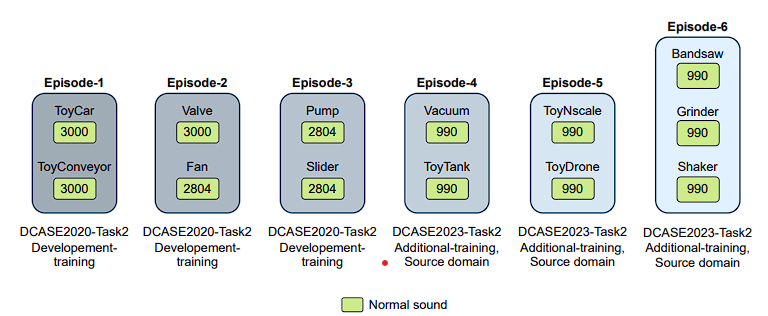 Episode-1
ToyCar
3000
ToyConveyor
3000
DCASE2020-Task2
Developement-
training
Episode-2
Valve
3000
Fan
2804
DCASE2020-Task2
Developement-
training
Episode-3
Pump
2804
Slider
2804
DCASE2020-Task2
Developement-
training
Episode-4
Vacuum
990
ToyTank
990
DCASE2023-Task2
Additional-training,
Source domain
Episode-5
ToyNscale
990
ToyDrone
990
DCASE2023-Task2
Additional-training,
Source domain
Episode-6
Bandsaw
990
Grinder
990
Shaker
990
DCASE2023-Task2
Additional-training,
Source domain
Normal sound